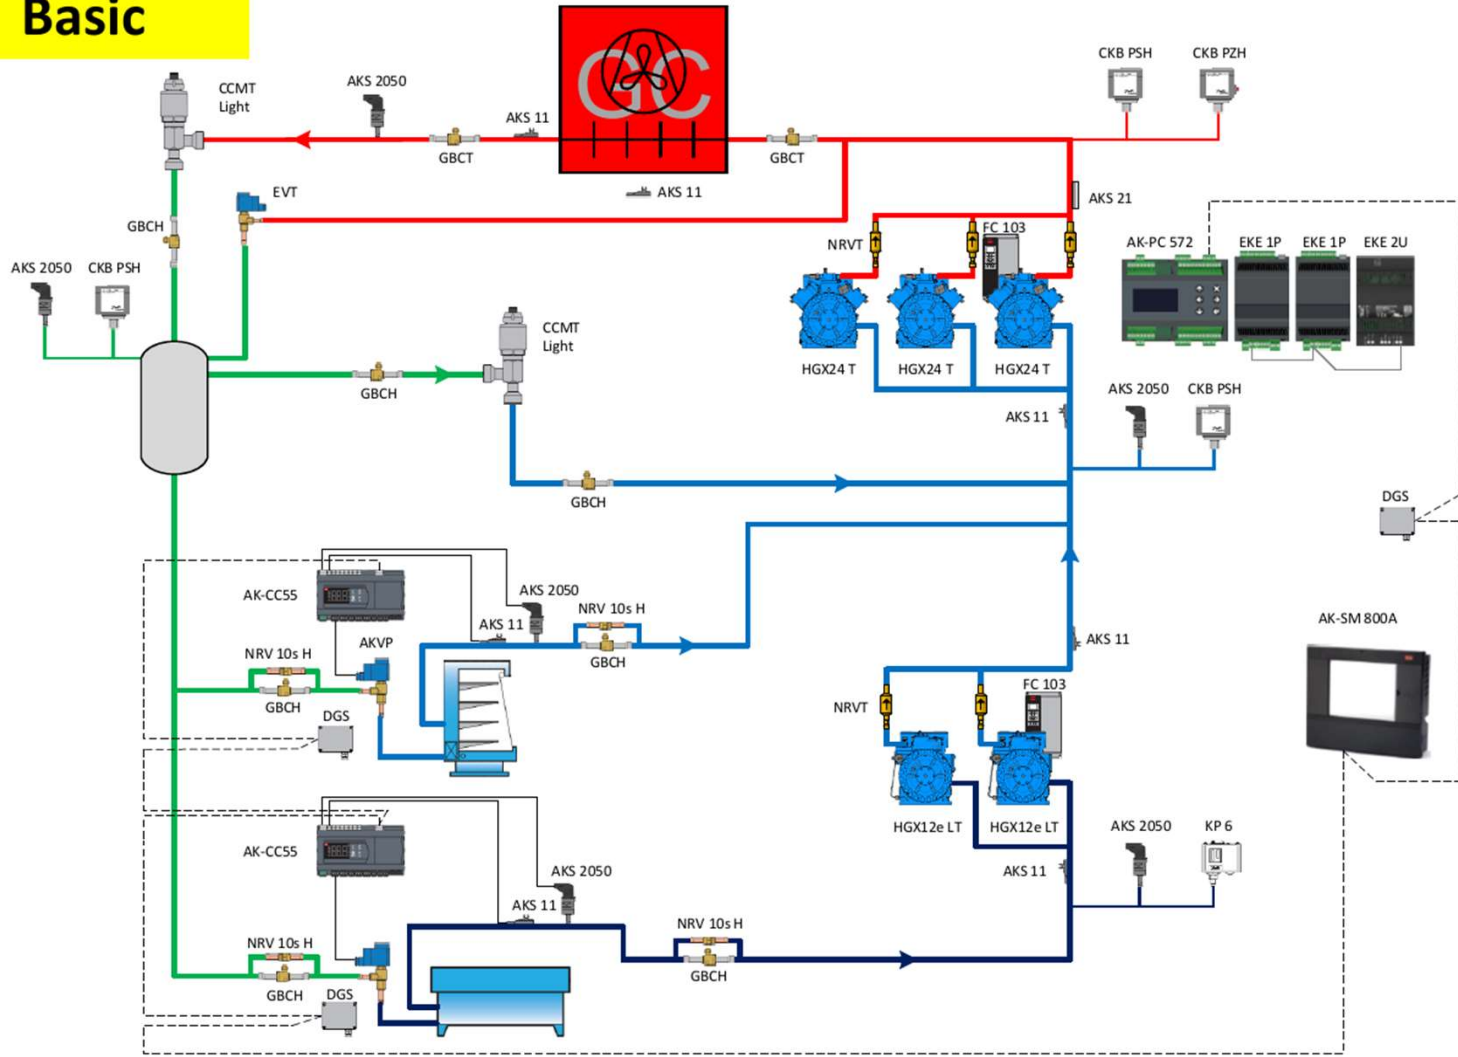 Basic
CCMT
Light
AKS 2050
AKS 11
GBCT
GC
GBCT
CKB PSH
CKB PZH
AKS 11
AKS 21
EVT
GBCH
NRVT
FC 103
AK-PC 572
EKE 1P
EKE 1P
EKE 2U
AKS 2050
CKB PSH
CCMT
Light
HGX24 T
HGX24 T
HGX24 T
GBCH
AKS 11
AKS 2050
CKB PSH
GBCH
DGS
AK-CC55
AKS 2050
NRV 10s H
AKS 11
GBCH
AKVP
NRV 10s H
GBCH
DGS
AKS 11
AK-SM 800A
FC 103
NRVT
HGX12e LT
HGX12e LT
AKS 2050
KP 6
AK-CC55
AKS 11
AKS 2050
AKS 11
NRV 10s H
GBCH
NRV 10s H
GBCH
DGS